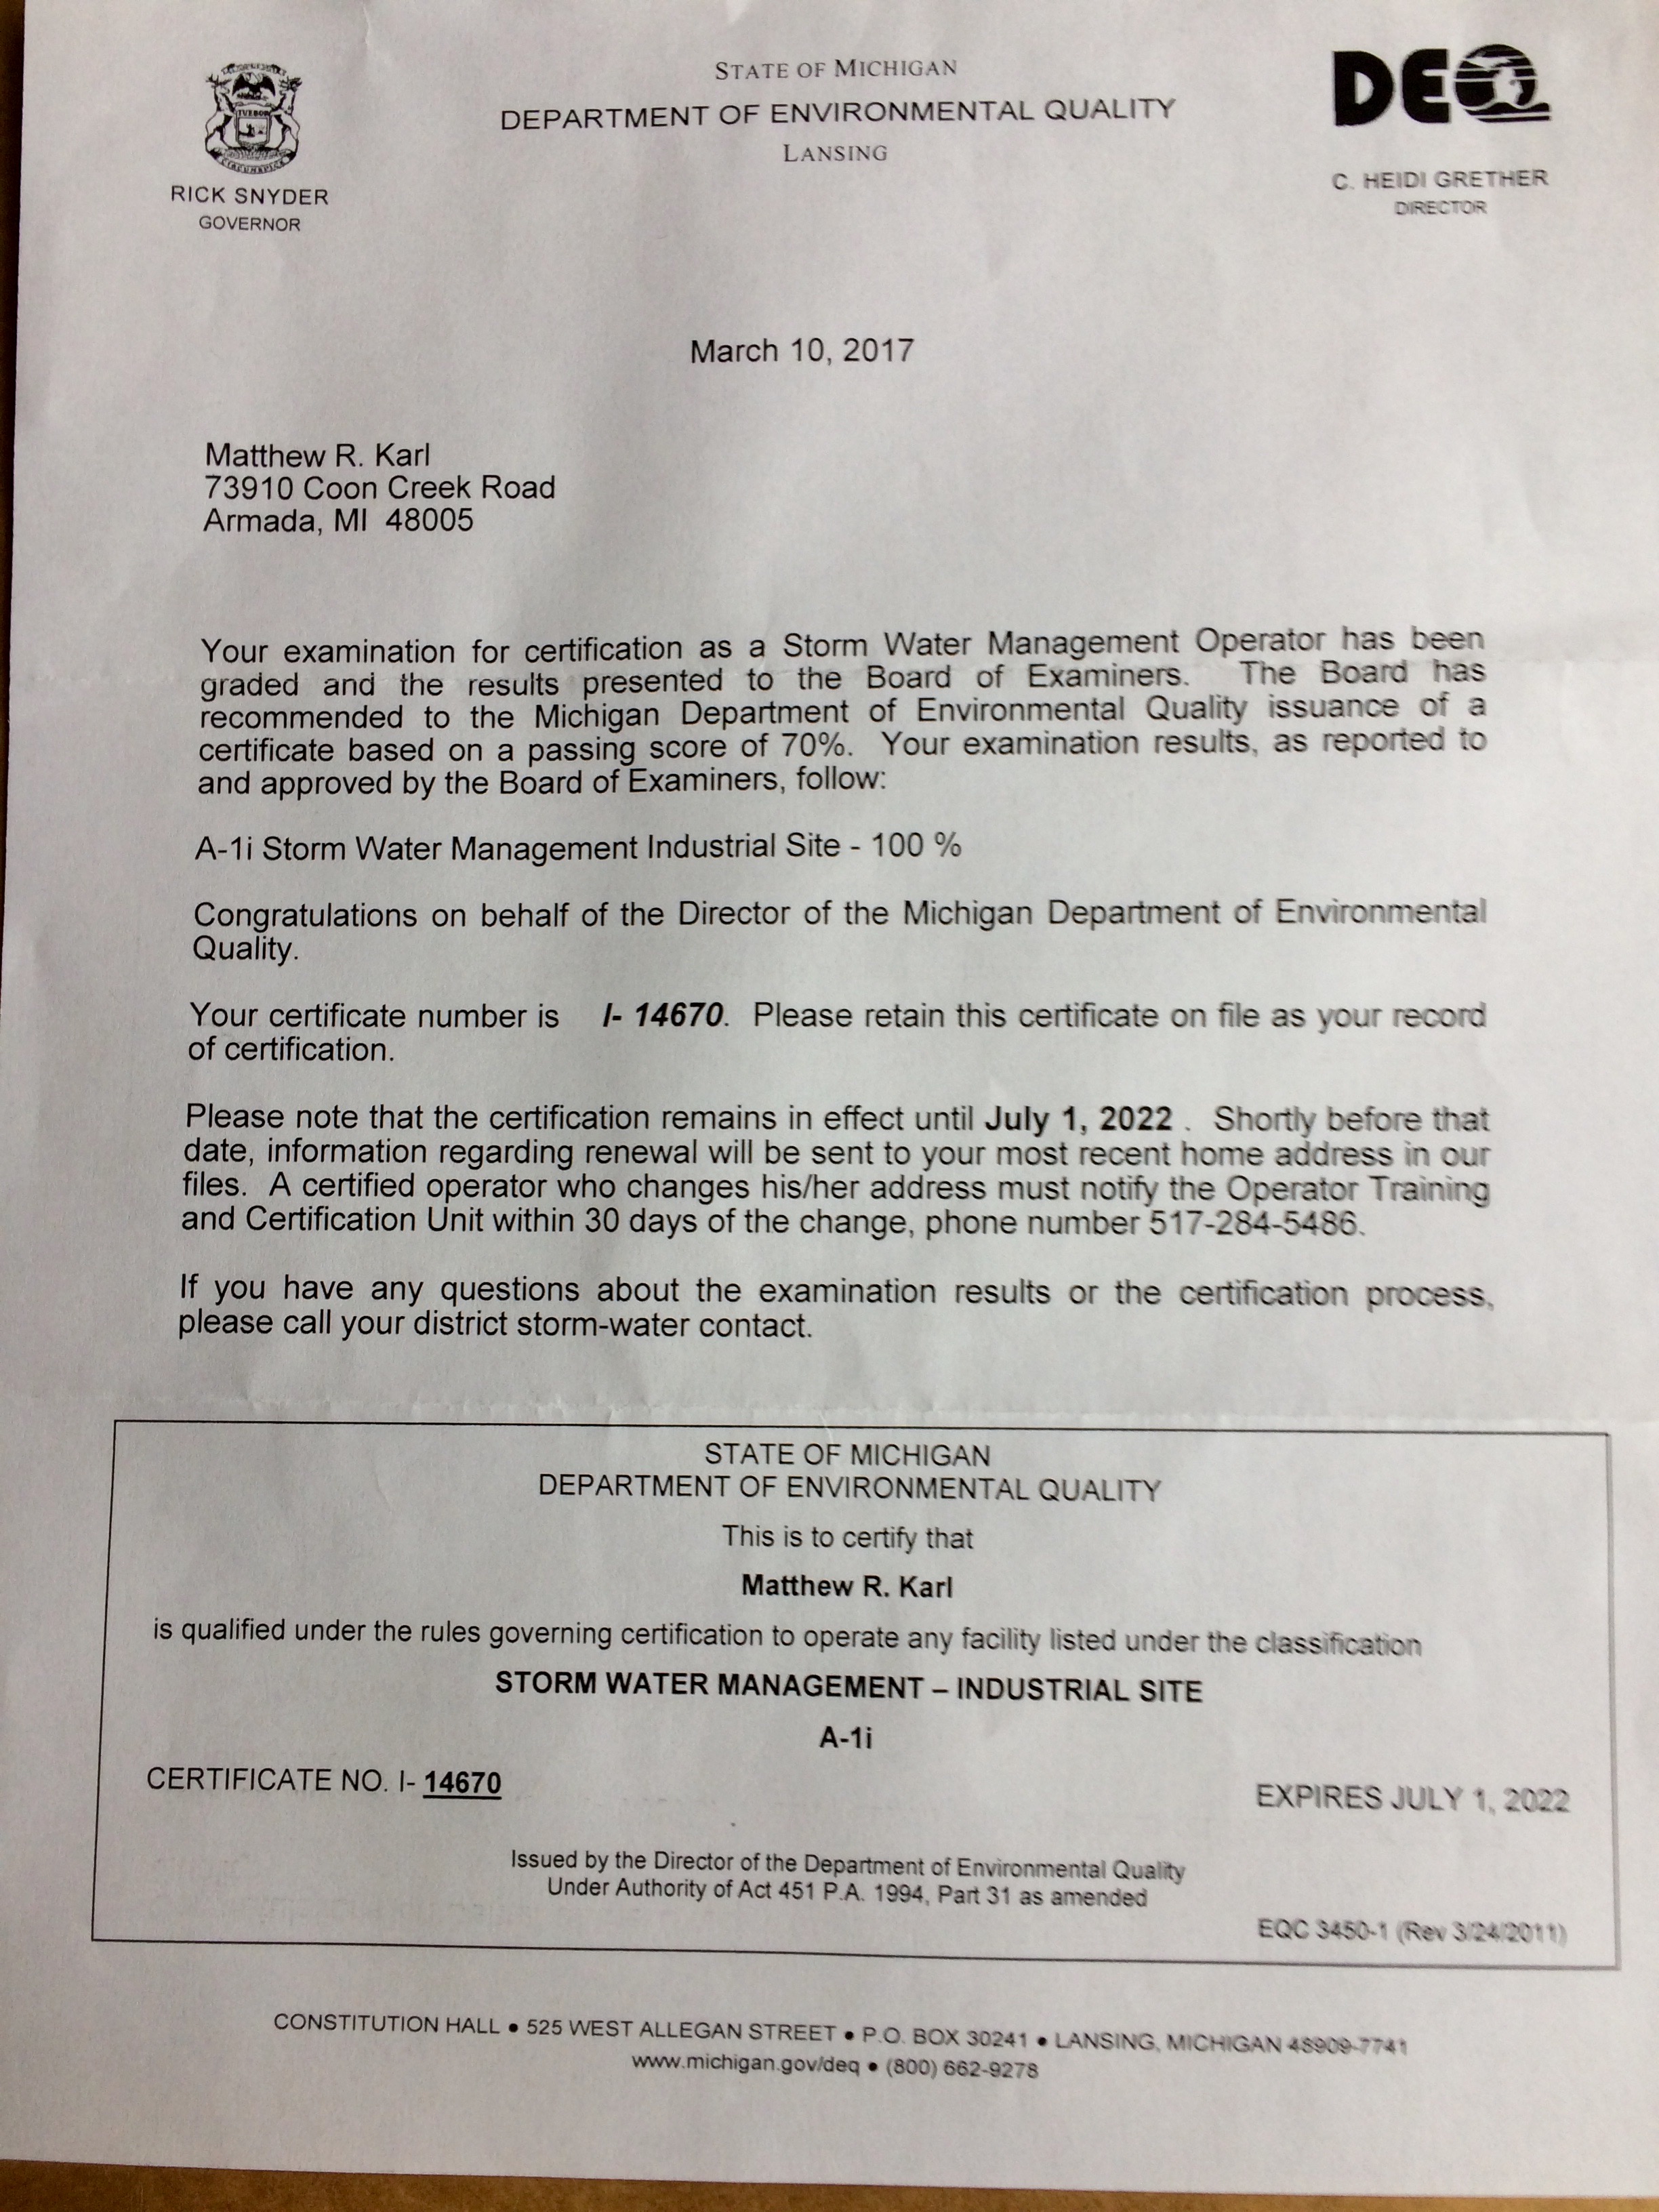 STATE OF MICHIGAN
DEPARTMENT OF ENVIRONMENTAL QUALITY
LANSING
DEQ
RICK SNYDER
GOVERNOR
C. HEIDI GRETHER
DIRECTOR
March 10, 2017
Matthew R. Karl
73910 Coon Creek Road
Armada, MI 48005
Your examination for certification as a Storm Water Management Operator has been
graded and the results presented to the Board of Examiners. The Board has
recommended to the Michigan Department of Environmental Quality issuance of a
certificate based on a passing score of 70%. Your examination results, as reported to
and approved by the Board of Examiners, follow:
A-1i Storm Water Management Industrial Site - 100 %
Congratulations on behalf of the Director of the Michigan Department of Environmental
Quality.
Your certificate number is I- 14670. Please retain this certificate on file as your record
of certification.
Please note that the certification remains in effect until July 1, 2022 . Shortly before that
date, information regarding renewal will be sent to your most recent home address in our
files. A certified operator who changes his/her address must notify the Operator Training
and Certification Unit within 30 days of the change, phone number 517-284-5486.
If you have any questions about the examination results or the certification process,
please call your district storm-water contact.
STATE OF MICHIGAN
DEPARTMENT OF ENVIRONMENTAL QUALITY
This is to certify that
Matthew R. Karl
is qualified under the rules governing certification to operate any facility listed under the classification
STORM WATER MANAGEMENT – INDUSTRIAL SITE
A-1i
CERTIFICATE NO. I- 14670
EXPIRES JULY 1, 2022
Issued by the Director of the Department of Environmental Quality
Under Authority of Act 451 P.A. 1994, Part 31 as amended
EQC 3450-1 (Rev 3/24/2011)
CONSTITUTION HALL • 525 WEST ALLEGAN STREET • P.O. BOX 30241 • LANSING, MICHIGAN 48909-7741
www.michigan.gov/deq • (800) 662-9278